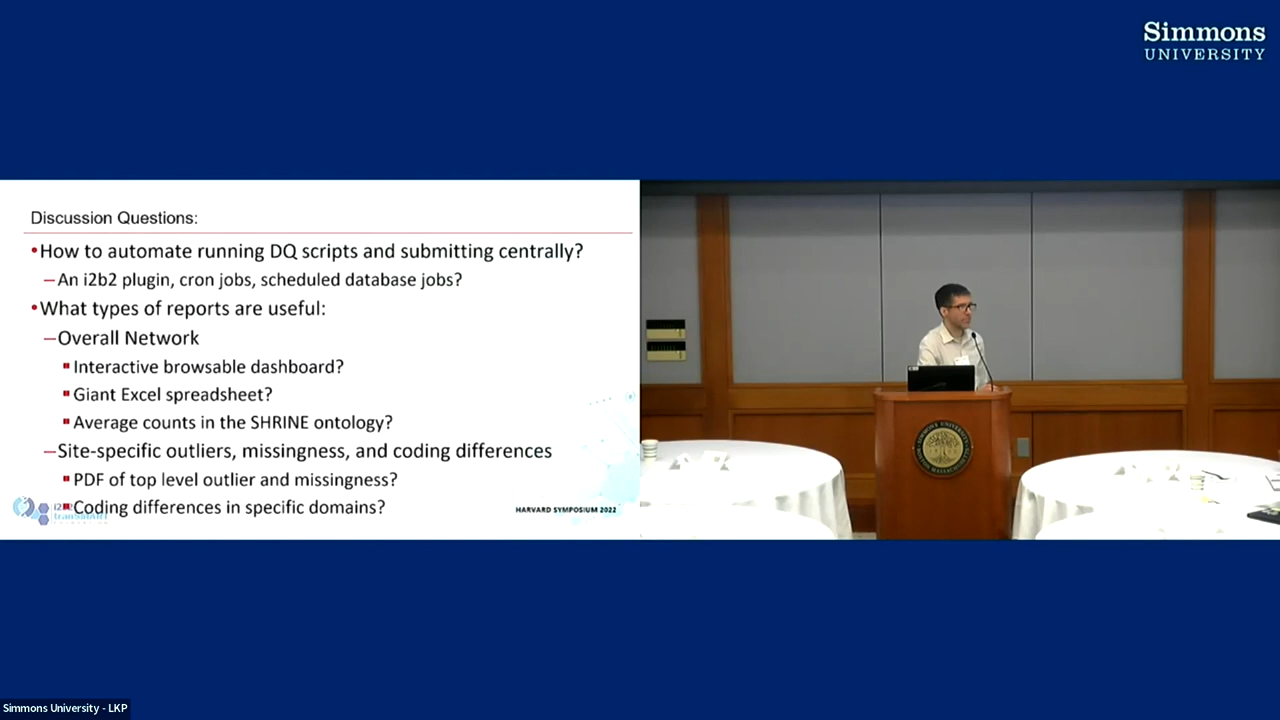 Simmons
UNIVERSITY
Discussion Questions:
•How to automate running DQ scripts and submitting centrally?
–An i2b2 plugin, cron jobs, scheduled database jobs?
•What types of reports are useful:
–Overall Network
▪Interactive browsable dashboard?
▪Giant Excel spreadsheet?
▪Average counts in the SHRINE ontology?
–Site-specific outliers, missingness, and coding differences
▪PDF of top level outlier and missingness?
▪Coding differences in specific domains?
HARVARD SYMPOSIUM 2022
SIMMONS UNIVERSITY
Simmons University - LKP